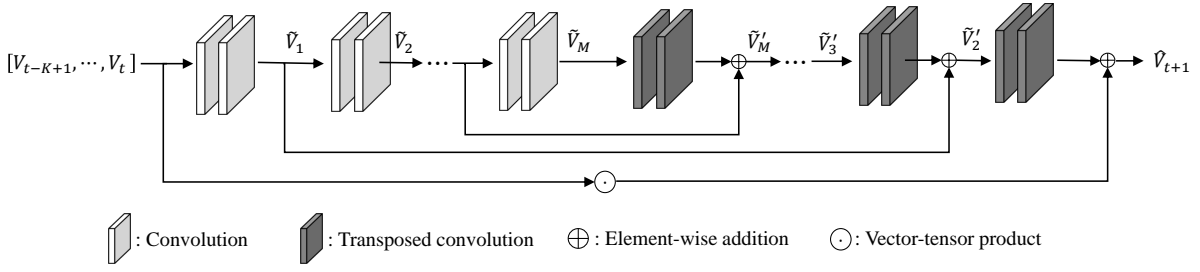 [V_{t-K+1}, ⋯, V_t] Ṽ_1 Ṽ_2 ⋯ Ṽ_M Ṽ′_M ⋯ Ṽ′_3 Ṽ′_2 V̂_{t+1}
: Convolution : Transposed convolution : Element-wise addition : Vector-tensor product